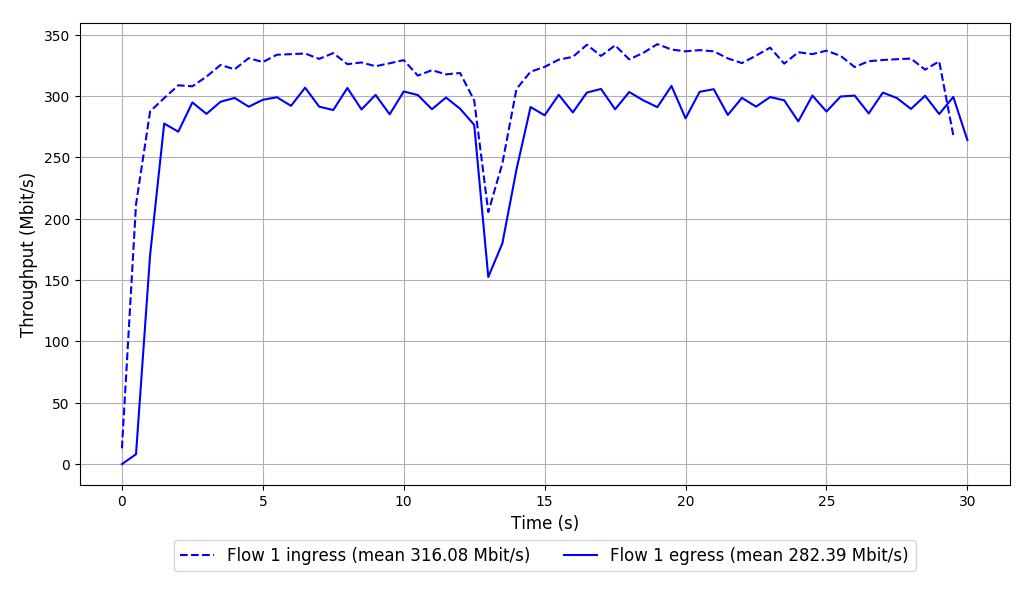 350
300
250
200
150
100
50
0
Throughput (Mbit/s)
0 5 10 15 20 25 30
Time (s)
Flow 1 ingress (mean 316.08 Mbit/s) Flow 1 egress (mean 282.39 Mbit/s)